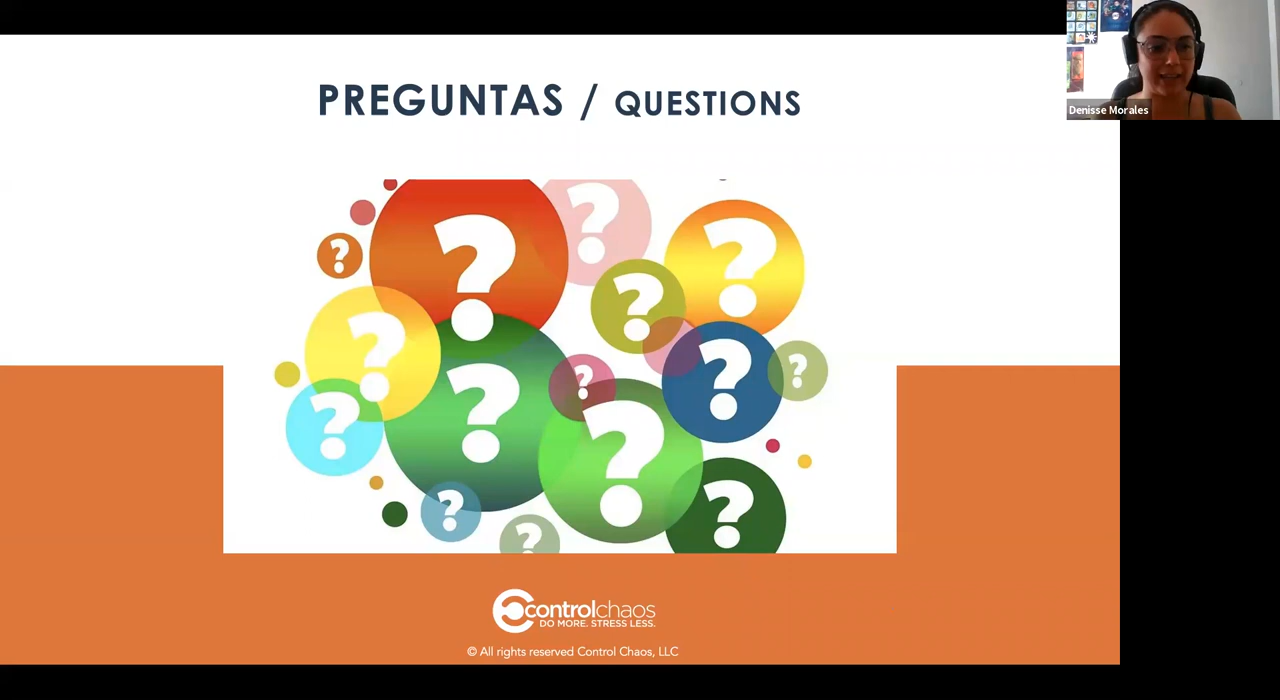 PREGUNTAS / QUESTIONS
Denisse Morales
? ? ? ? ? ? ? ? ? ? ? ? ? ?
controlchaos
DO MORE. STRESS LESS.
© All rights reserved Control Chaos, LLC